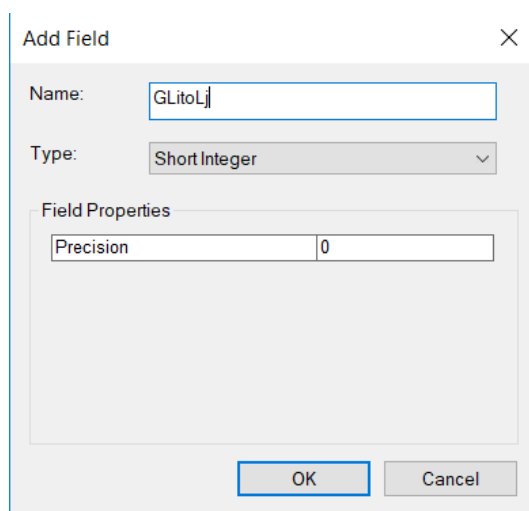 Add Field
Name: GLitoLj
Type: Short Integer
Field Properties
Precision 0
OK Cancel